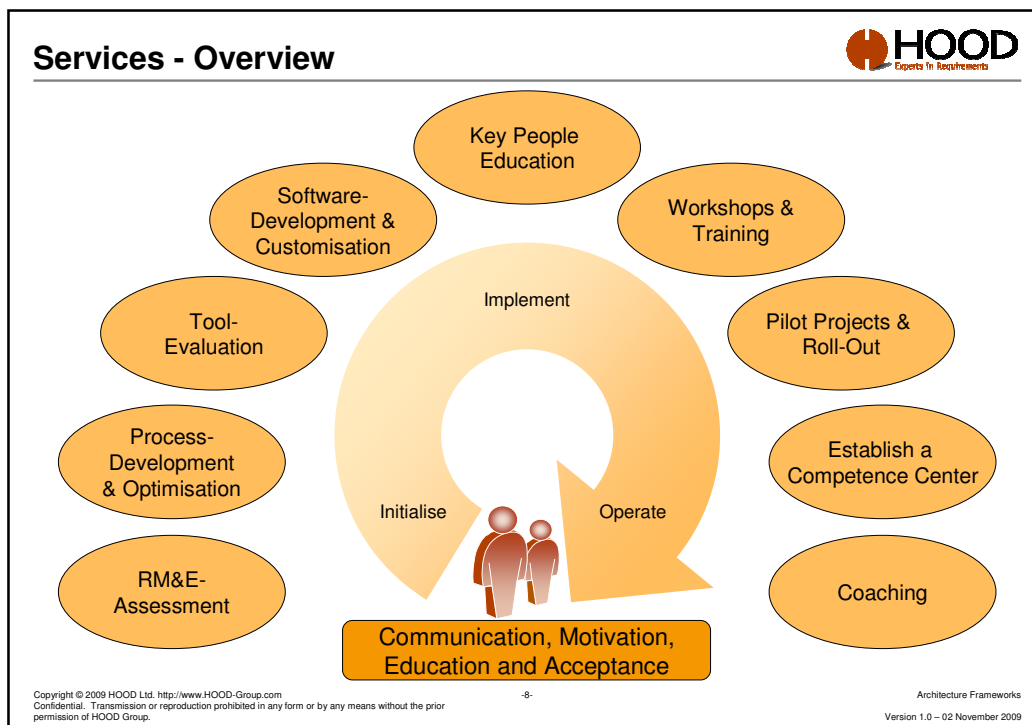 Services - Overview
HOOD
Experts in Requirements
Key People
Education
Software-
Development &
Customisation
Workshops &
Training
Implement
Tool-
Evaluation
Pilot Projects &
Roll-Out
Process-
Development
& Optimisation
Establish a
Competence Center
Initialise
Operate
RM&E-
Assessment
Coaching
Communication, Motivation,
Education and Acceptance
Copyright © 2009 HOOD Ltd. http://www.HOOD-Group.com
Confidential. Transmission or reproduction prohibited in any form or by any means without the prior
permission of HOOD Group.
-8-
Architecture Frameworks
Version 1.0 – 02 November 2009